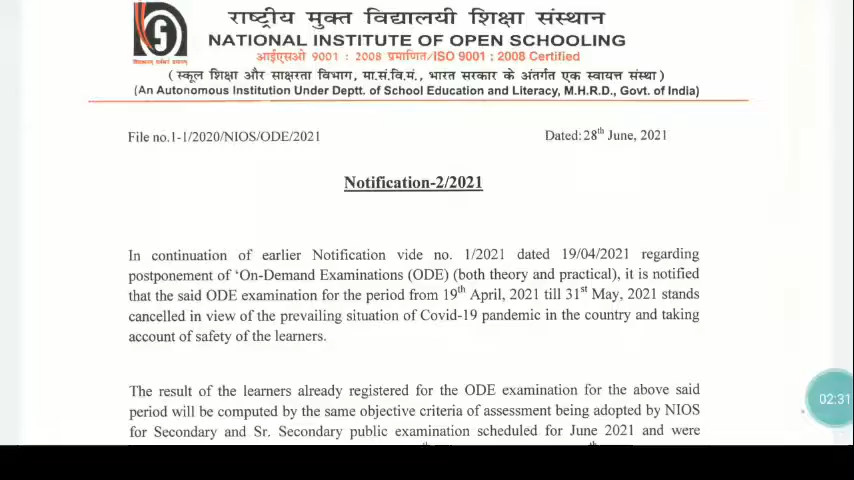 राष्ट्रीय मुक्त विद्यालयी शिक्षा संस्थान
NATIONAL INSTITUTE OF OPEN SCHOOLING
आईएसओ 9001 : 2008 प्रमाणित/ISO 9001 : 2008 Certified
( स्कूल शिक्षा और साक्षरता विभाग, मा.सं.वि.मं., भारत सरकार के अंतर्गत एक स्वायत्त संस्था )
(An Autonomous Institution Under Deptt. of School Education and Literacy, M.H.R.D., Govt. of India)
File no.1-1/2020/NIOS/ODE/2021
Dated: 28th June, 2021
Notification-2/2021
In continuation of earlier Notification vide no. 1/2021 dated 19/04/2021 regarding
postponement of 'On-Demand Examinations (ODE) (both theory and practical), it is notified
that the said ODE examination for the period from 19th April, 2021 till 31st May, 2021 stands
cancelled in view of the prevailing situation of Covid-19 pandemic in the country and taking
account of safety of the learners.
The result of the learners already registered for the ODE examination for the above said
period will be computed by the same objective criteria of assessment being adopted by NIOS
for Secondary and Sr. Secondary public examination scheduled for June 2021 and were
02:31